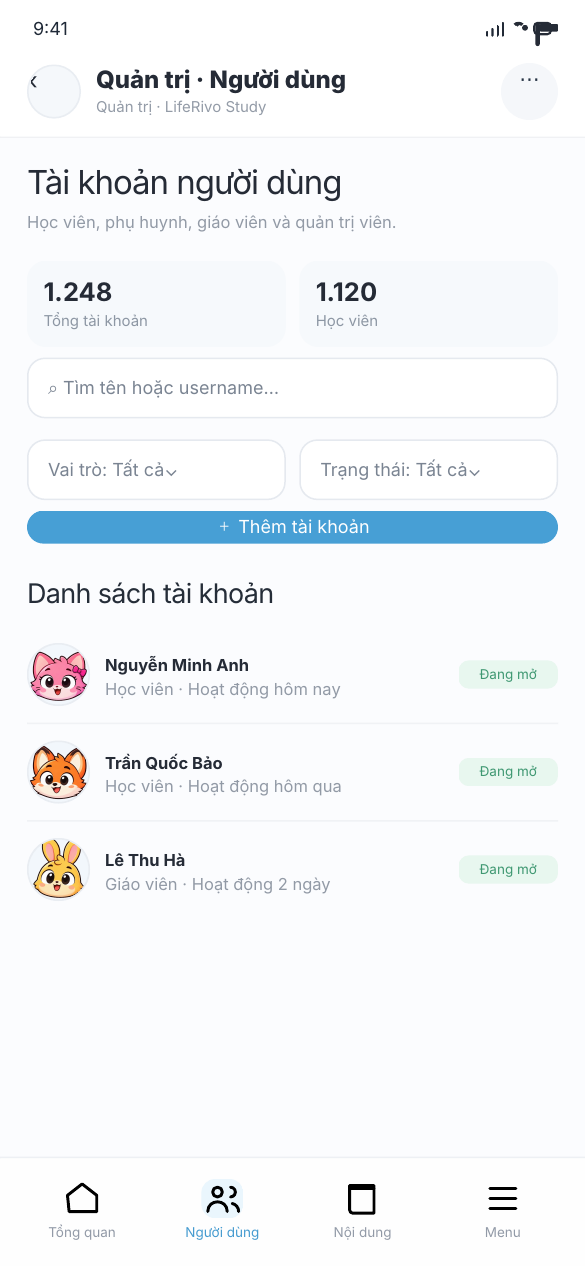 9:41
Quản trị · Người dùng
Quản trị · LifeRivo Study
Tài khoản người dùng
Học viên, phụ huynh, giáo viên và quản trị viên.
1.248
Tổng tài khoản
1.120
Học viên
Tìm tên hoặc username...
Vai trò: Tất cả
Trạng thái: Tất cả
+ Thêm tài khoản
Danh sách tài khoản
Nguyễn Minh Anh
Học viên · Hoạt động hôm nay
Đang mở
Trần Quốc Bảo
Học viên · Hoạt động hôm qua
Đang mở
Lê Thu Hà
Giáo viên · Hoạt động 2 ngày
Đang mở
Tổng quan
Người dùng
Nội dung
Menu